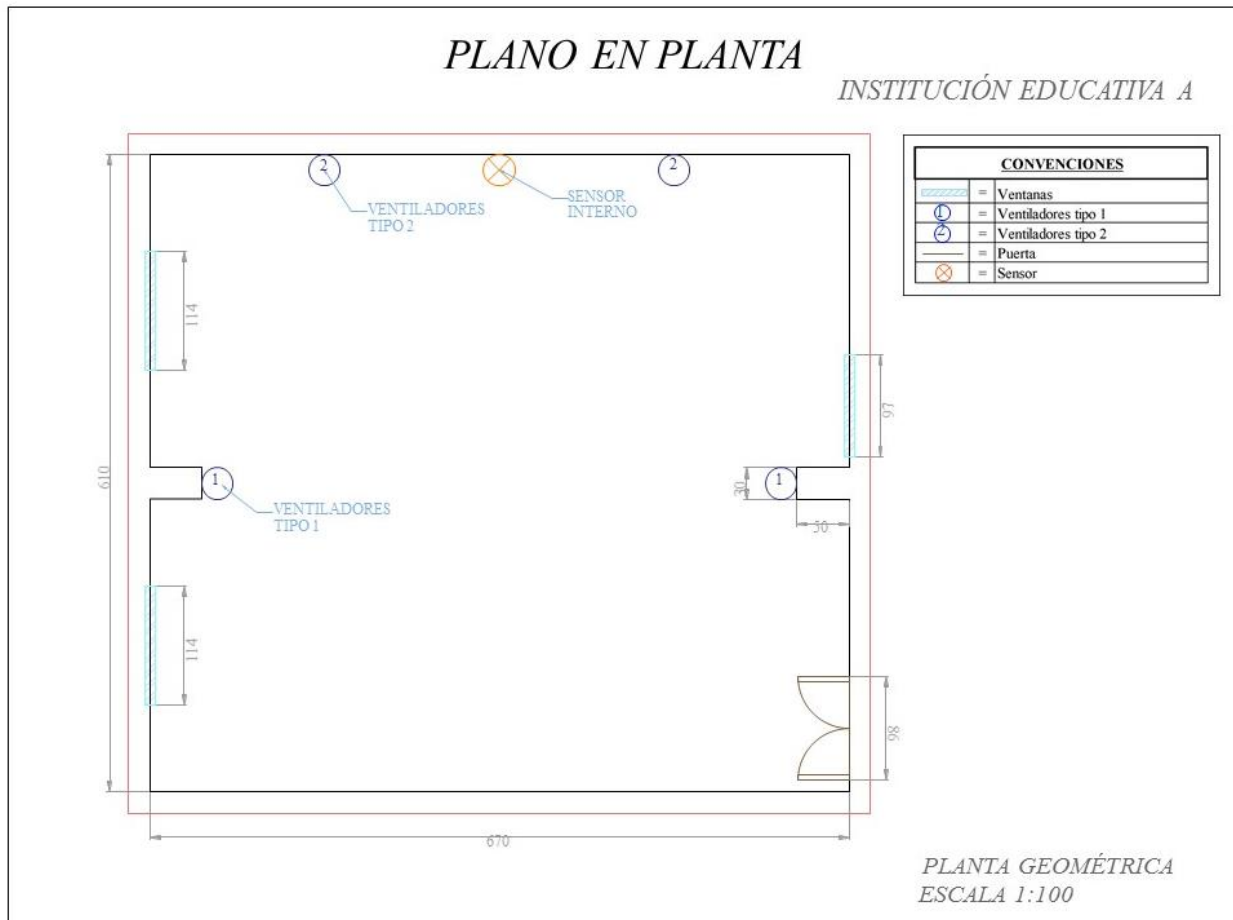 PLANO EN PLANTA
INSTITUCIÓN EDUCATIVA A
CONVENCIONES
= Ventanas
1 = Ventiladores tipo 1
2 = Ventiladores tipo 2
= Puerta
= Sensor
2
2
VENTILADORES
TIPO 2
SENSOR
INTERNO
114
97
610
1
1
30
50
VENTILADORES
TIPO 1
114
98
670
PLANTA GEOMÉTRICA
ESCALA 1:100